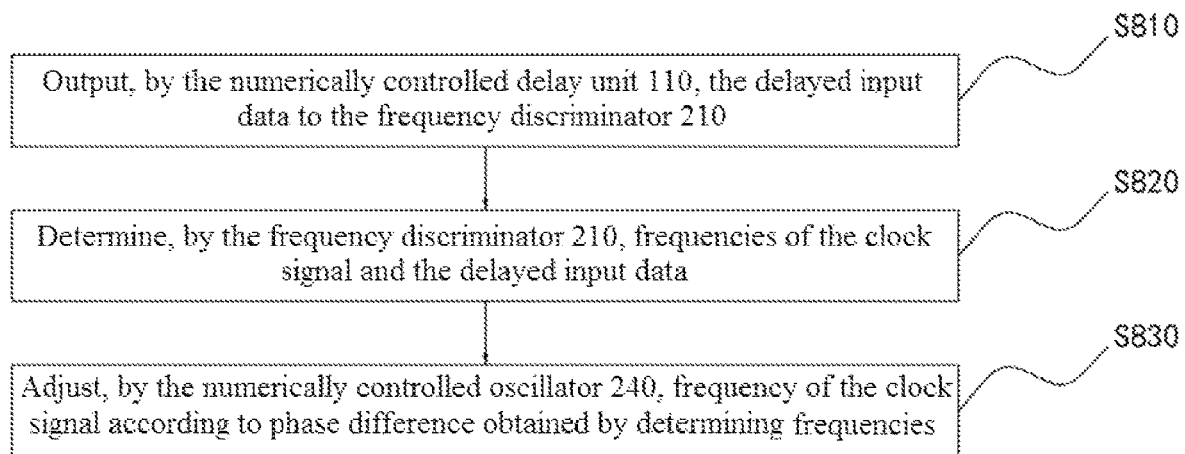 S810
Output, by the numerically controlled delay unit 110, the delayed input
data to the frequency discriminator 210
S820
Determine, by the frequency discriminator 210, frequencies of the clock
signal and the delayed input data
S830
Adjust, by the numerically controlled oscillator 240, frequency of the clock
signal according to phase difference obtained by determining frequencies